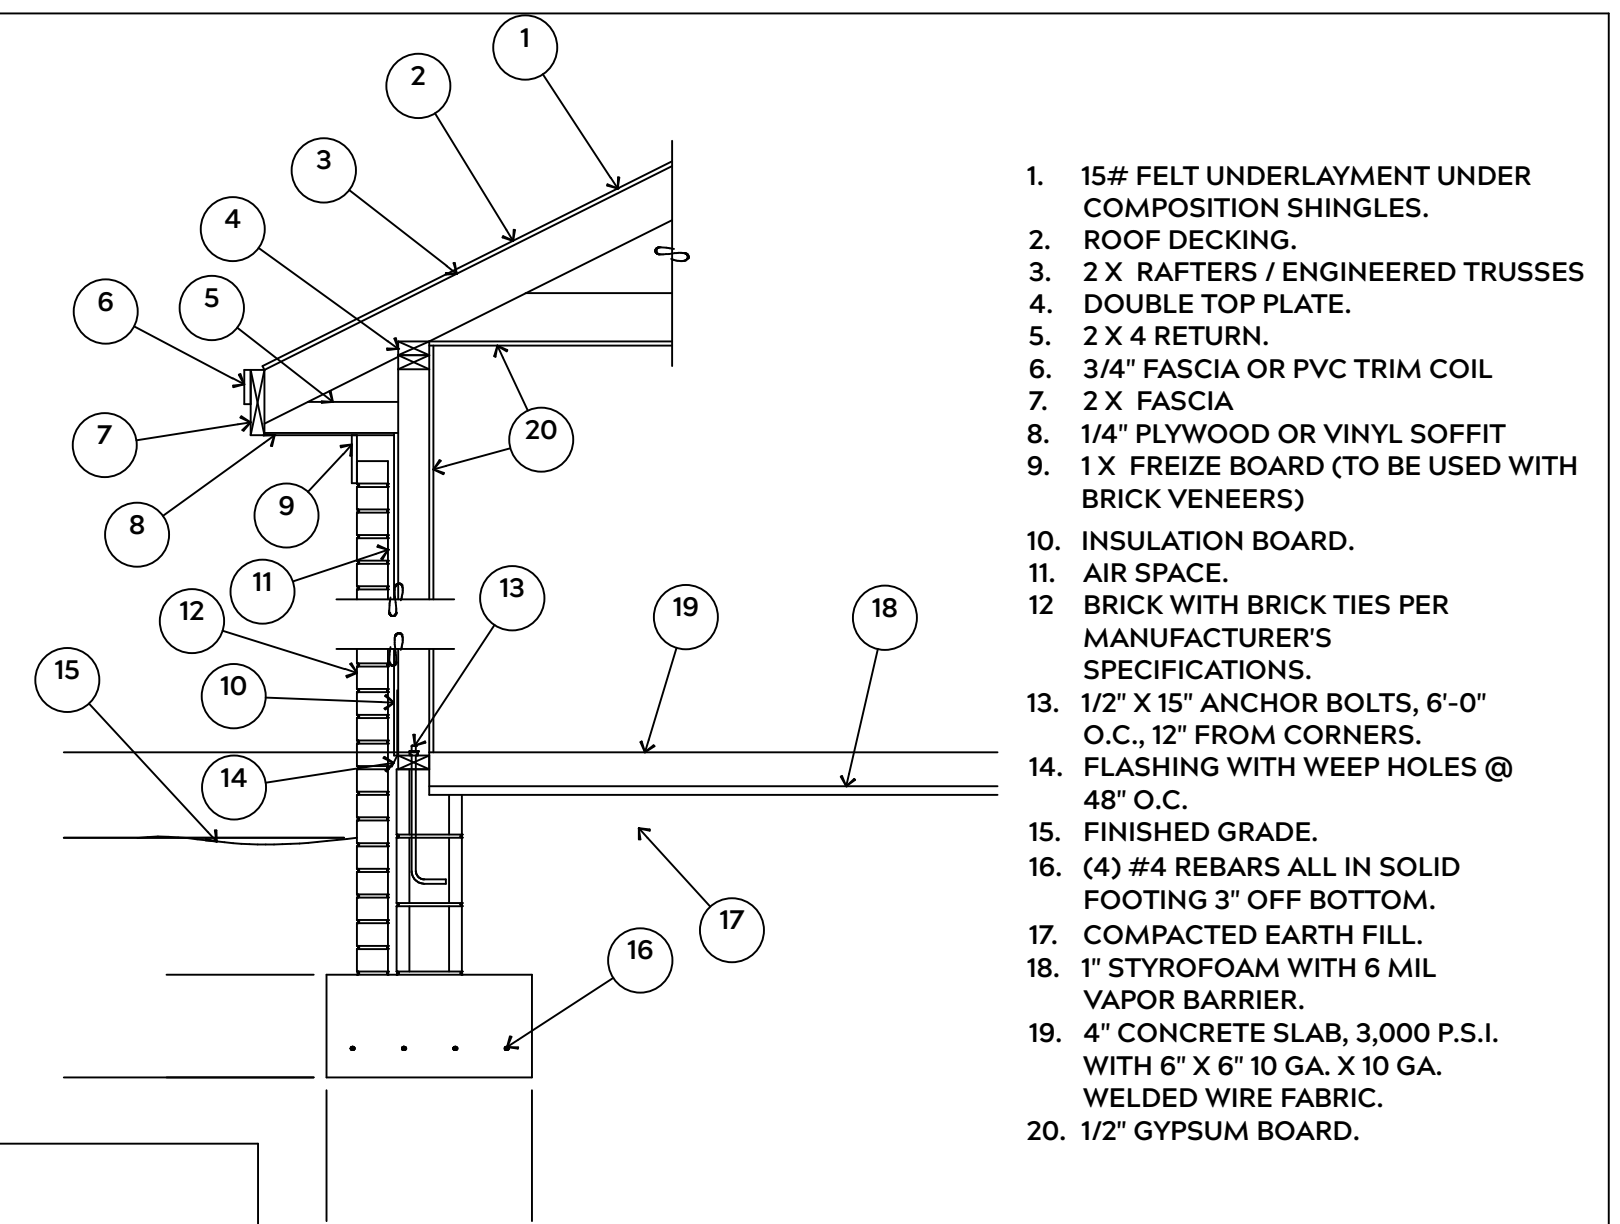 1
2
3
4
5
6
7
8
9
10
11
12
13
14
15
16
17
18
19
20
1. 15# FELT UNDERLAYMENT UNDER
COMPOSITION SHINGLES.
2. ROOF DECKING.
3. 2 X RAFTERS / ENGINEERED TRUSSES
4. DOUBLE TOP PLATE.
5. 2 X 4 RETURN.
6. 3/4" FASCIA OR PVC TRIM COIL
7. 2 X FASCIA
8. 1/4" PLYWOOD OR VINYL SOFFIT
9. 1 X FREIZE BOARD (TO BE USED WITH
BRICK VENEERS)
10. INSULATION BOARD.
11. AIR SPACE.
12 BRICK WITH BRICK TIES PER
MANUFACTURER'S
SPECIFICATIONS.
13. 1/2" X 15" ANCHOR BOLTS, 6'-0"
O.C., 12" FROM CORNERS.
14. FLASHING WITH WEEP HOLES @
48" O.C.
15. FINISHED GRADE.
16. (4) #4 REBARS ALL IN SOLID
FOOTING 3" OFF BOTTOM.
17. COMPACTED EARTH FILL.
18. 1" STYROFOAM WITH 6 MIL
VAPOR BARRIER.
19. 4" CONCRETE SLAB, 3,000 P.S.I.
WITH 6" X 6" 10 GA. X 10 GA.
WELDED WIRE FABRIC.
20. 1/2" GYPSUM BOARD.